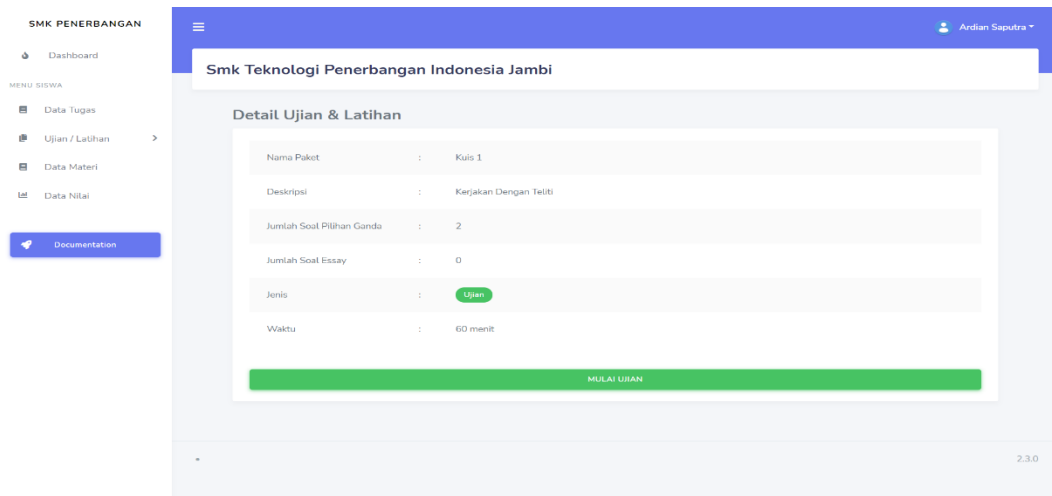 SMK PENERBANGAN
Dashboard
MENU SISWA
Data Tugas
Ujian / Latihan
Data Materi
Data Nilai
Documentation
Ardian Saputra
Smk Teknologi Penerbangan Indonesia Jambi
Detail Ujian & Latihan
Nama Paket : Kuis 1
Deskripsi : Kerjakan Dengan Teliti
Jumlah Soal Pilihan Ganda : 2
Jumlah Soal Essay : 0
Jenis : Ujian
Waktu : 60 menit
MULAI UJIAN
2.3.0